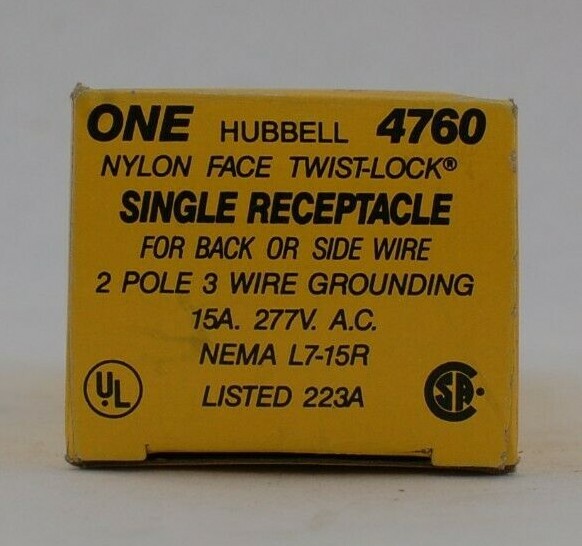 ONE HUBBELL 4760
NYLON FACE TWIST-LOCK®
SINGLE RECEPTACLE
FOR BACK OR SIDE WIRE
2 POLE 3 WIRE GROUNDING
15A. 277V. A.C.
NEMA L7-15R
UL LISTED 223A SA